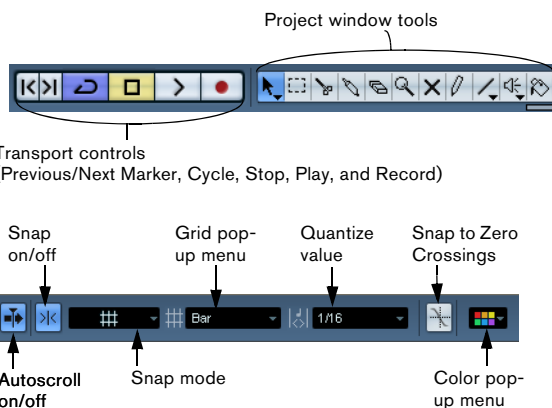 Project window tools
Transport controls
(Previous/Next Marker, Cycle, Stop, Play, and Record)
Snap
on/off
Grid pop-
up menu
Quantize
value
Snap to Zero
Crossings
Bar
1/16
Autoscroll
on/off
Snap mode
Color pop-
up menu